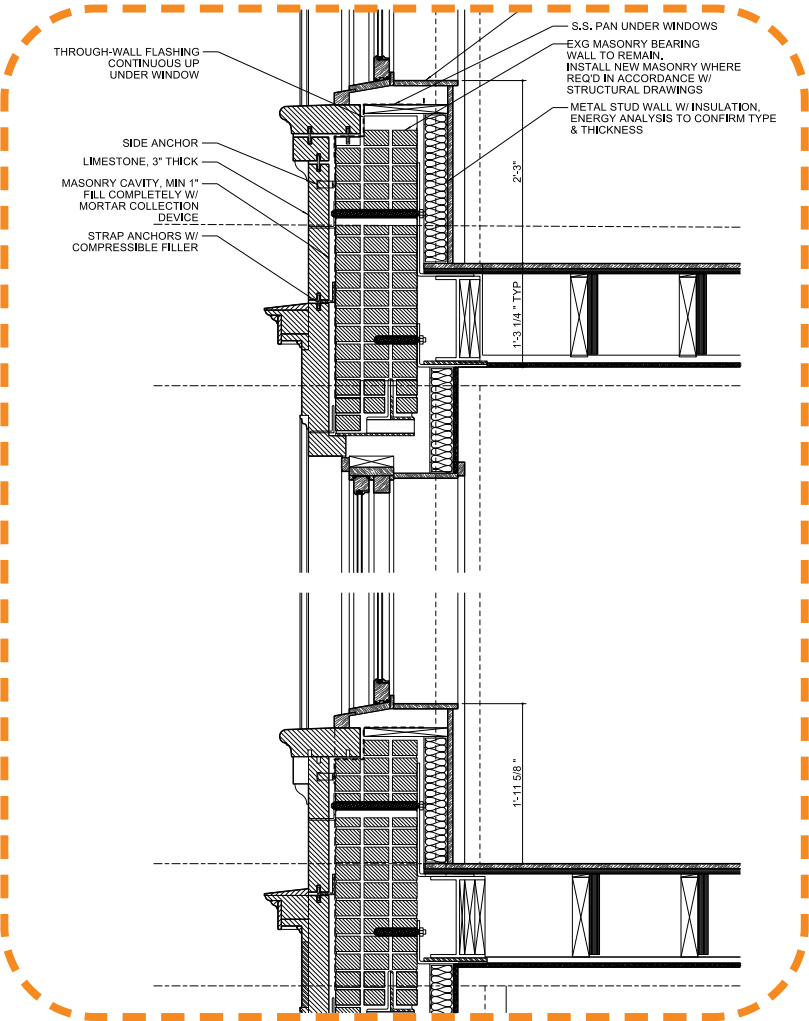 THROUGH-WALL FLASHING
CONTINUOUS UP
UNDER WINDOW
SIDE ANCHOR
LIMESTONE, 3" THICK
MASONRY CAVITY, MIN 1"
FILL COMPLETELY W/
MORTAR COLLECTION
DEVICE
STRAP ANCHORS W/
COMPRESSIBLE FILLER
S.S. PAN UNDER WINDOWS
EXG MASONRY BEARING
WALL TO REMAIN.
INSTALL NEW MASONRY WHERE
REQ'D IN ACCORDANCE W/
STRUCTURAL DRAWINGS
METAL STUD WALL W/ INSULATION,
ENERGY ANALYSIS TO CONFIRM TYPE
& THICKNESS
2'-3"
1'-3 1/4 " TYP
1'-11 5/8 "